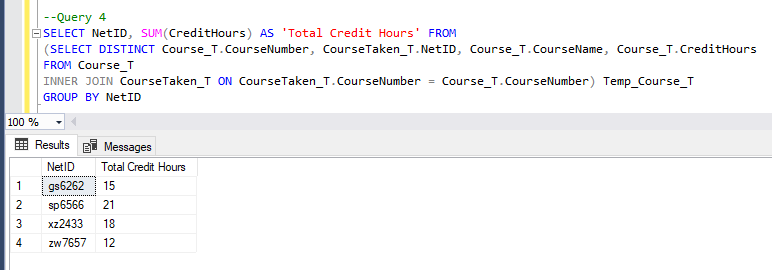 --Query 4
SELECT NetID, SUM(CreditHours) AS 'Total Credit Hours' FROM
(SELECT DISTINCT Course_T.CourseNumber, CourseTaken_T.NetID, Course_T.CourseName, Course_T.CreditHours
FROM Course_T
INNER JOIN CourseTaken_T ON CourseTaken_T.CourseNumber = Course_T.CourseNumber) Temp_Course_T
GROUP BY NetID
100 %
Results Messages
NetID Total Credit Hours
1 gs6262 15
2 sp6566 21
3 xz2433 18
4 zw7657 12